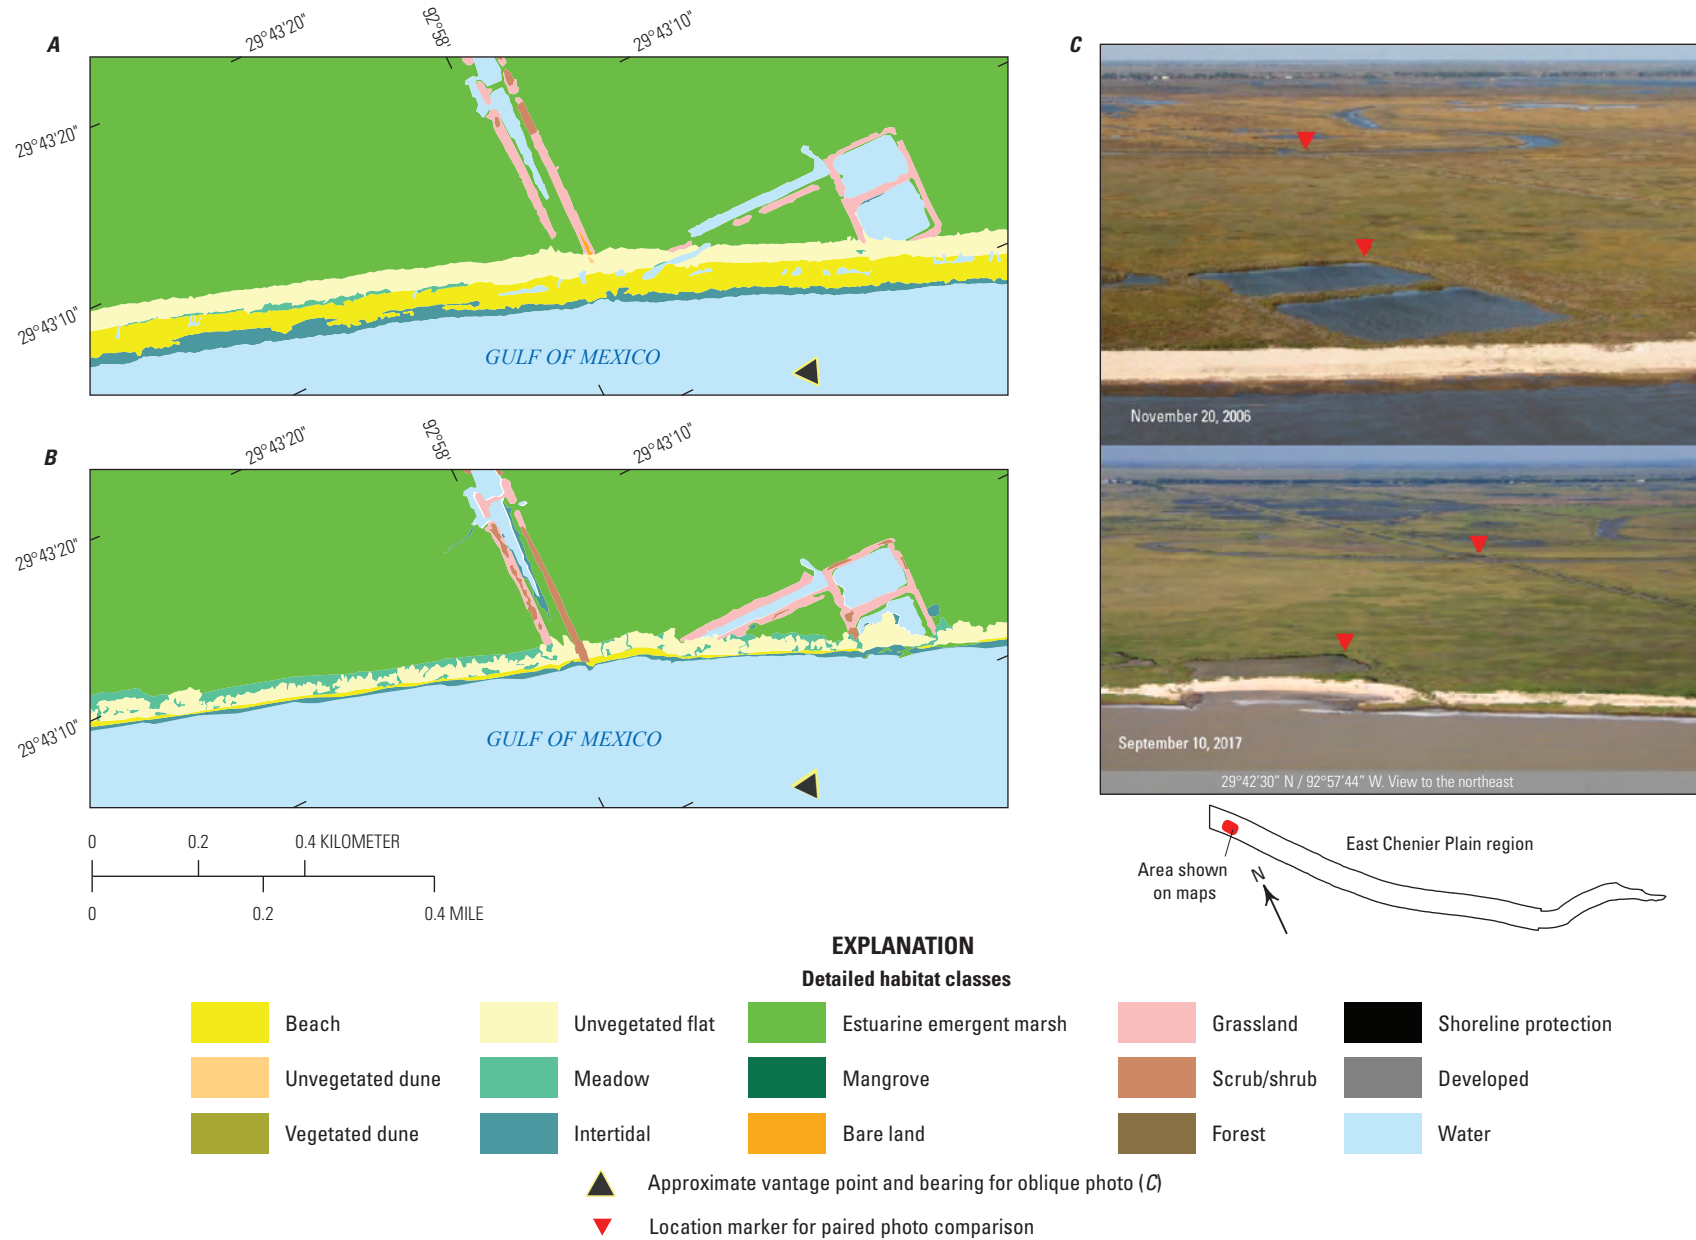 A
29°43'20"
92°58'
29°43'10"
29°43'20"
29°43'10"
GULF OF MEXICO
B
29°43'20"
92°58'
29°43'10"
29°43'20"
29°43'10"
GULF OF MEXICO
0 0.2 0.4 KILOMETER
0 0.2 0.4 MILE
C
November 20, 2006
September 10, 2017
29°42'30" N / 92°57'44" W. View to the northeast
East Chenier Plain region
Area shown
on maps
N
EXPLANATION
Detailed habitat classes
Beach
Unvegetated dune
Vegetated dune
Unvegetated flat
Meadow
Intertidal
Estuarine emergent marsh
Mangrove
Bare land
Grassland
Scrub/shrub
Forest
Shoreline protection
Developed
Water
Approximate vantage point and bearing for oblique photo (C)
Location marker for paired photo comparison